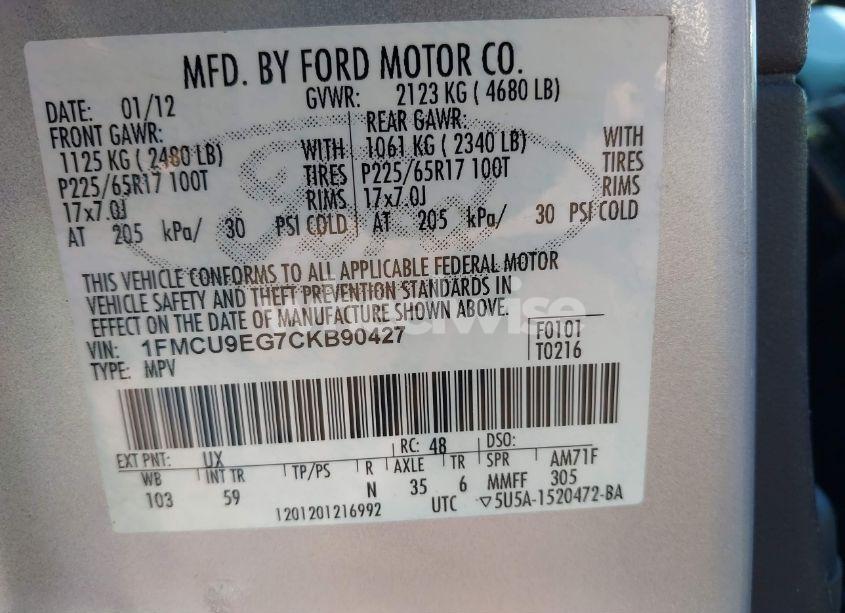 MFD. BY FORD MOTOR CO.
DATE: 01/12 GVWR: 2123 KG ( 4680 LB)
FRONT GAWR: REAR GAWR: WITH
1125 KG ( 2480 LB) WITH 1061 KG ( 2340 LB) TIRES
P225/65R17 100T TIRES P225/65R17 100T RIMS
17x7.0J RIMS 17x7.0J
AT 205 kPa/ 30 PSI COLD AT 205 kPa/ 30 PSI COLD
Ford
THIS VEHICLE CONFORMS TO ALL APPLICABLE FEDERAL MOTOR
VEHICLE SAFETY AND THEFT PREVENTION STANDARDS IN
EFFECT ON THE DATE OF MANUFACTURE SHOWN ABOVE.
VIN: 1FMCU9EG7CKB90427 F0101
TYPE: MPV T0216
EXT PNT: UX RC: 48 DSO:
WB INT TR TP/PS R AXLE TR SPR AM71F
103 59 N 35 6 MMFF 305
1201201216992 UTC ▽5U5A-1520472-BA